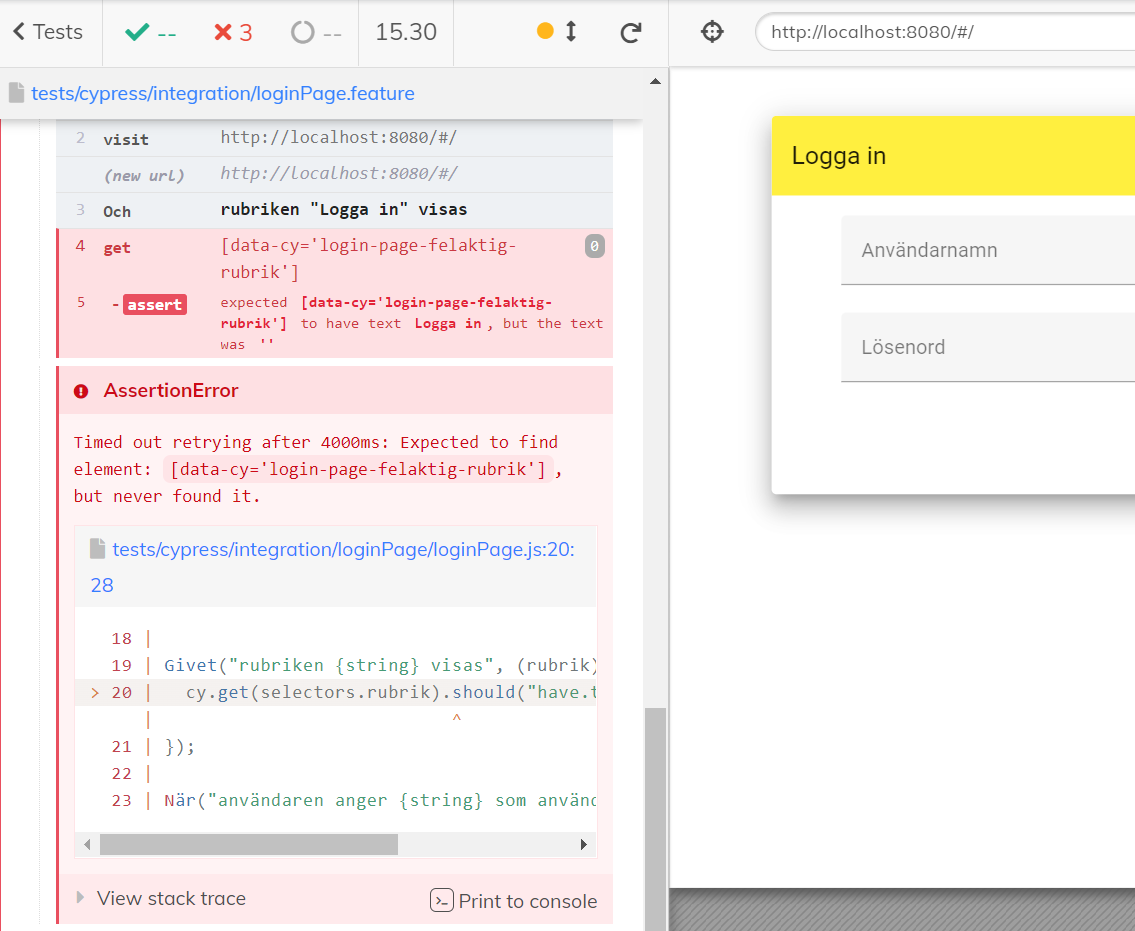 Tests
--
3
--
15.30
http://localhost:8080/#/
tests/cypress/integration/loginPage.feature
2 visit http://localhost:8080/#/
(new url) http://localhost:8080/#/
3 Och rubriken "Logga in" visas
4 get [data-cy='login-page-felaktig-
rubrik'] 0
5 -assert expected [data-cy='login-page-felaktig-
rubrik'] to have text Logga in, but the text
was ''
AssertionError
Timed out retrying after 4000ms: Expected to find
element: [data-cy='login-page-felaktig-rubrik'],
but never found it.
tests/cypress/integration/loginPage/loginPage.js:20:
28
18 |
19 | Givet("rubriken {string} visas", (rubrik)
> 20 | cy.get(selectors.rubrik).should("have.t
| ^
21 | });
22 |
23 | När("användaren anger {string} som använd
View stack trace
Print to console
Logga in
Användarnamn
Lösenord